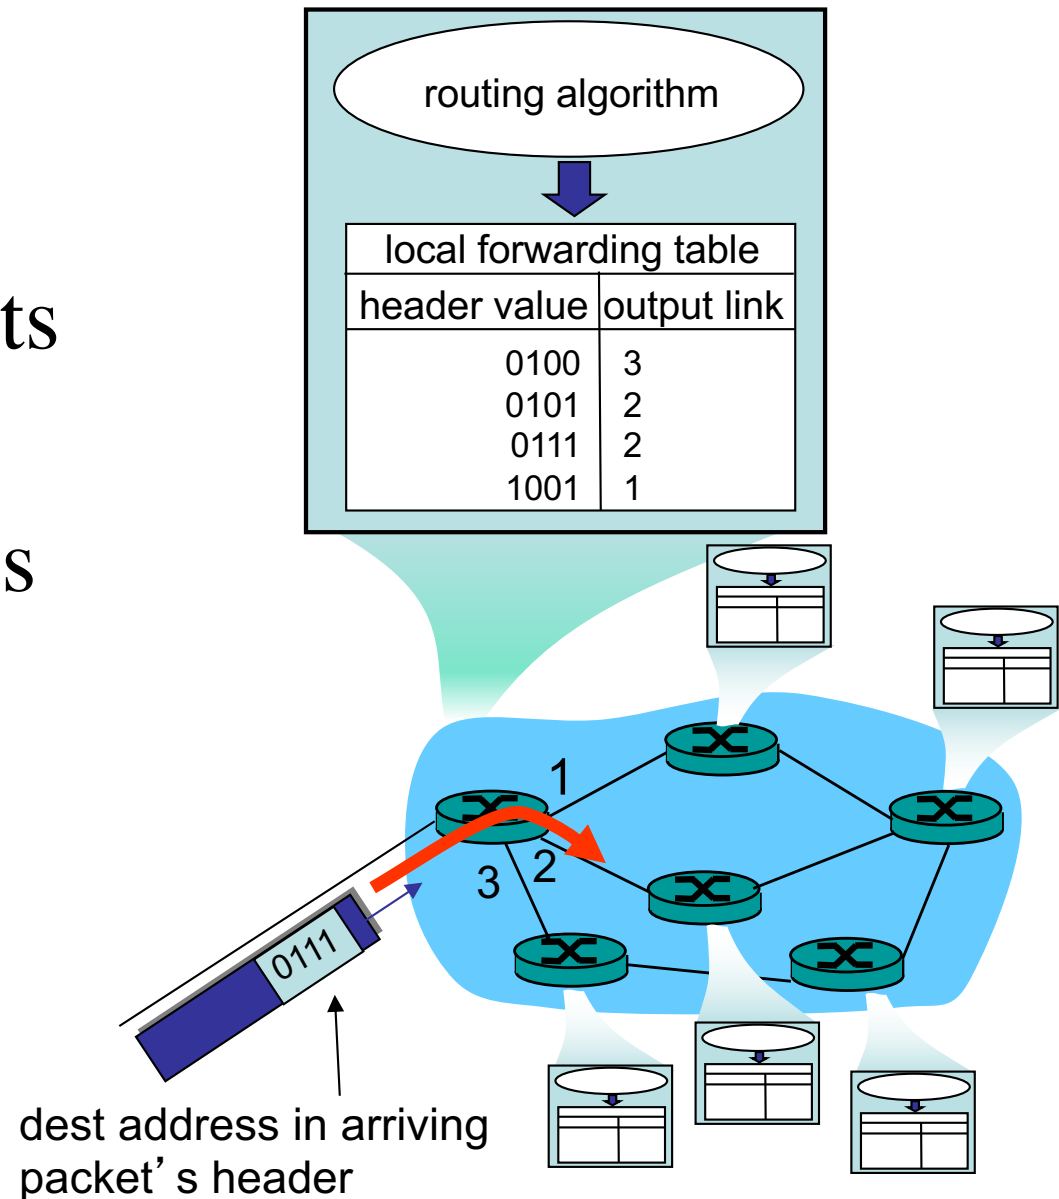 routing algorithm
local forwarding table
header value output link
0100 3
0101 2
0111 2
1001 1
ts
s
1
2
3
0111
dest address in arriving
packet’s header